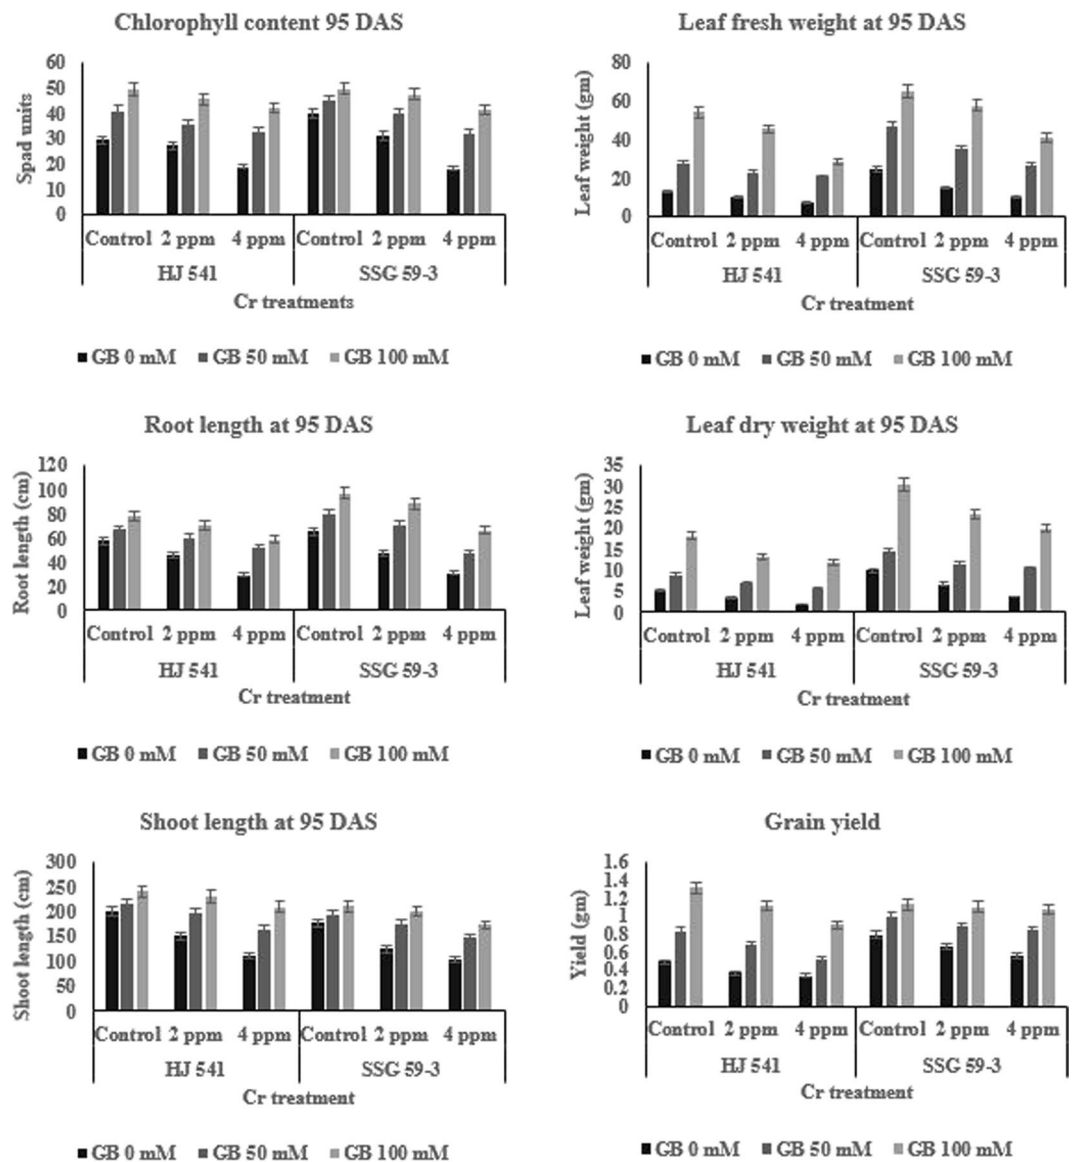 Chlorophyll content 95 DAS
60
50
40
30
20
10
0
Spad units
Control 2 ppm 4 ppm Control 2 ppm 4 ppm
HJ 541 SSG 59-3
Cr treatments
GB 0 mM GB 50 mM GB 100 mM
Leaf fresh weight at 95 DAS
80
60
40
20
0
Leaf weight (gm)
Control 2 ppm 4 ppm Control 2 ppm 4 ppm
HJ 541 SSG 59-3
Cr treatment
GB 0 mM GB 50 mM GB 100 mM
Root length at 95 DAS
120
100
80
60
40
20
0
Root length (cm)
Control 2 ppm 4 ppm Control 2 ppm 4 ppm
HJ 541 SSG 59-3
Cr treatment
GB 0 mM GB 50 mM GB 100 mM
Leaf dry weight at 95 DAS
35
30
25
20
15
10
5
0
Leaf weight (gm)
Control 2 ppm 4 ppm Control 2 ppm 4 ppm
HJ 541 SSG 59-3
Cr treatment
GB 0 mM GB 50 mM GB 100 mM
Shoot length at 95 DAS
300
250
200
150
100
50
0
Shoot length (cm)
Control 2 ppm 4 ppm Control 2 ppm 4 ppm
HJ 541 SSG 59-3
Cr treatment
GB 0 mM GB 50 mM GB 100 mM
Grain yield
1.6
1.4
1.2
1
0.8
0.6
0.4
0.2
0
Yield (gm)
Control 2 ppm 4 ppm Control 2 ppm 4 ppm
HJ 541 SSG 59-3
Cr treatment
GB 0 mM GB 50 mM GB 100 mM